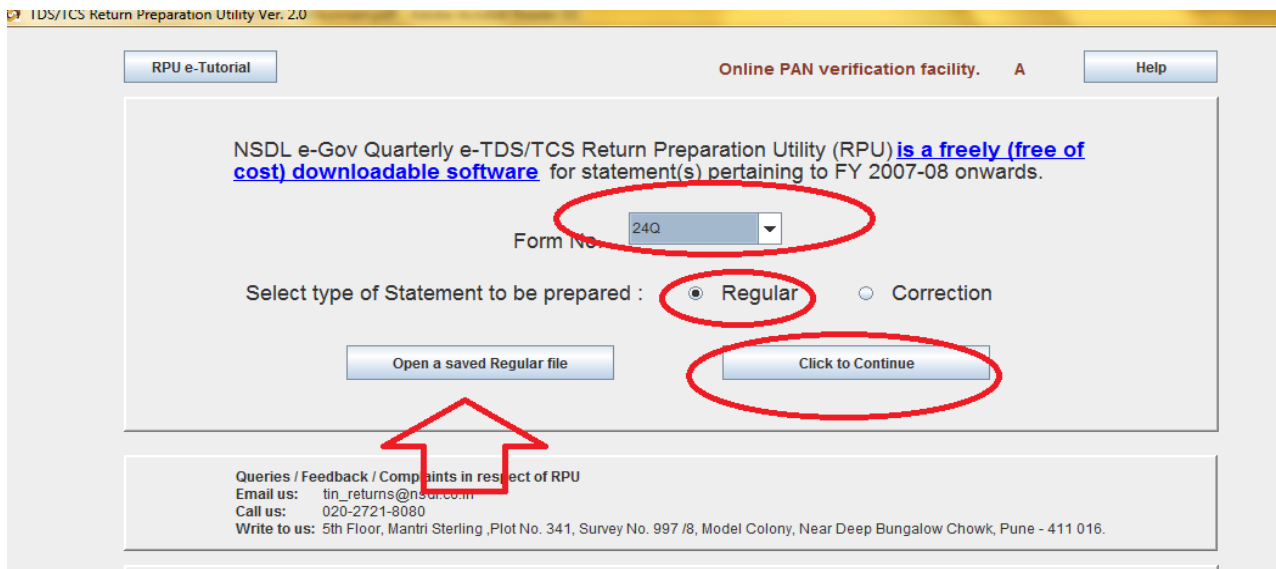 TDS/TCS Return Preparation Utility Ver. 2.0
RPU e-Tutorial
Online PAN verification facility. A
Help
NSDL e-Gov Quarterly e-TDS/TCS Return Preparation Utility (RPU) is a freely (free of
cost) downloadable software for statement(s) pertaining to FY 2007-08 onwards.
Form No.
24Q
Select type of Statement to be prepared : Regular Correction
Open a saved Regular file
Click to Continue
Queries / Feedback / Complaints in respect of RPU
Email us: tin_returns@nsdl.co.in
Call us: 020-2721-8080
Write to us: 5th Floor, Mantri Sterling ,Plot No. 341, Survey No. 997 /8, Model Colony, Near Deep Bungalow Chowk, Pune - 411 016.